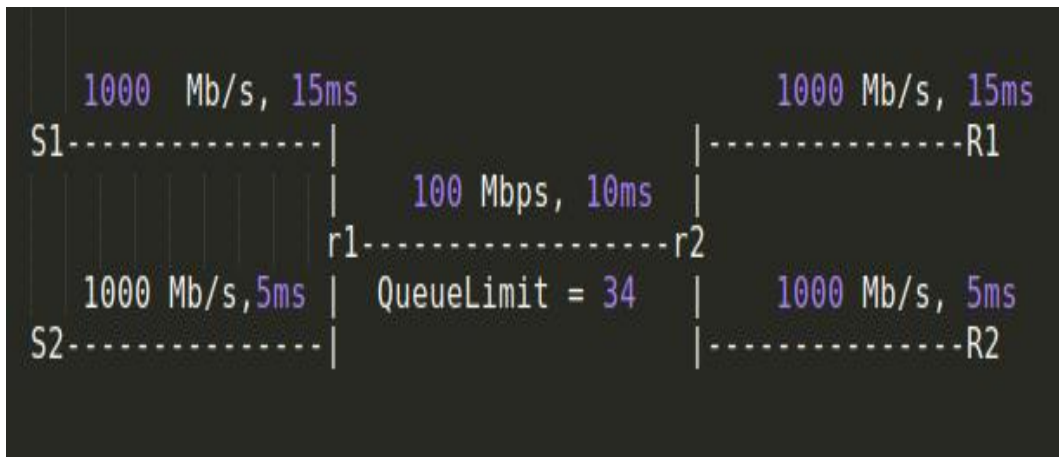 1000  Mb/s, 15ms                        1000 Mb/s, 15ms
S1---------------|                     |---------------R1
                 |    100 Mbps, 10ms   |
                 r1------------------r2
   1000 Mb/s,5ms |  QueueLimit = 34    |    1000 Mb/s, 5ms
S2---------------|                     |---------------R2